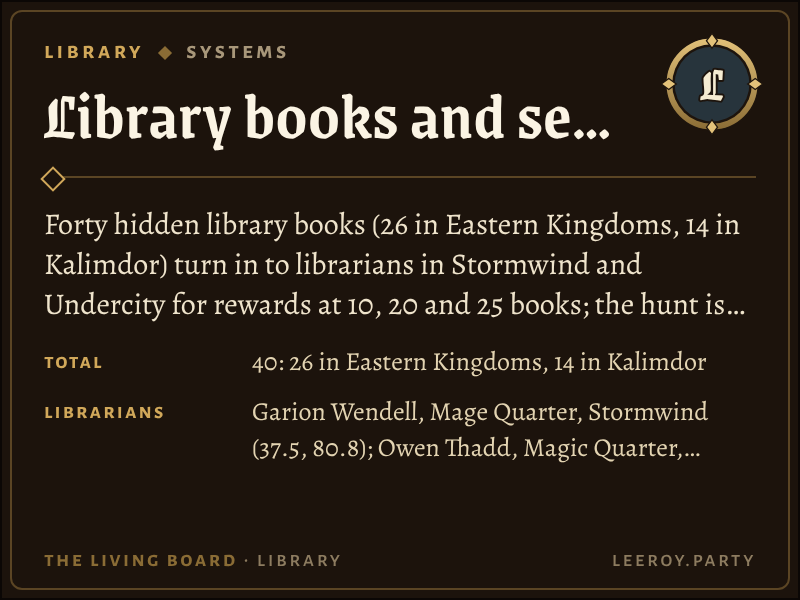 LIBRARY ◆ SYSTEMS
L
Library books and se...
Forty hidden library books (26 in Eastern Kingdoms, 14 in
Kalimdor) turn in to librarians in Stormwind and
Undercity for rewards at 10, 20 and 25 books; the hunt is...
TOTAL 40: 26 in Eastern Kingdoms, 14 in Kalimdor
LIBRARIANS Garion Wendell, Mage Quarter, Stormwind
(37.5, 80.8); Owen Thadd, Magic Quarter,...
THE LIVING BOARD · LIBRARY LEEROY.PARTY